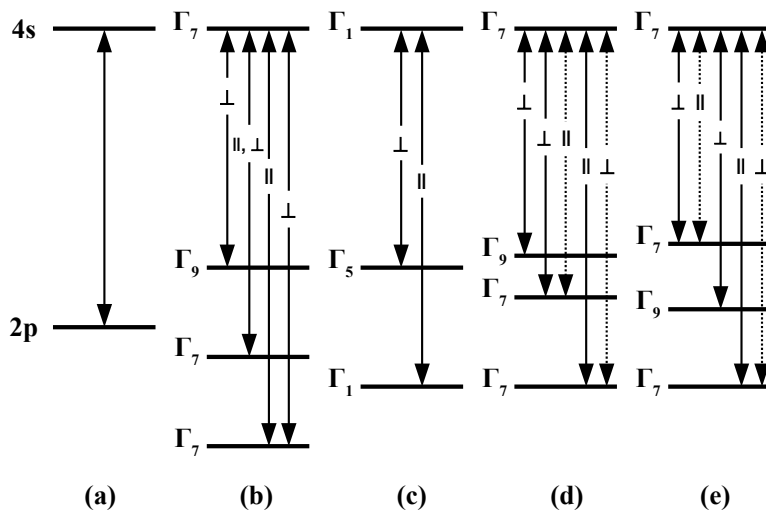 4s Γ₇ Γ₁ Γ₇ Γ₇
⊥ ∥, ⊥ ∥ ⊥
⊥ ∥
⊥ ⊥ ∥ ∥ ⊥
⊥ ∥ ⊥ ∥ ⊥
2p
Γ₉
Γ₇
Γ₇
Γ₅
Γ₁
Γ₉
Γ₇
Γ₇
Γ₇
Γ₉
Γ₇
(a) (b) (c) (d) (e)